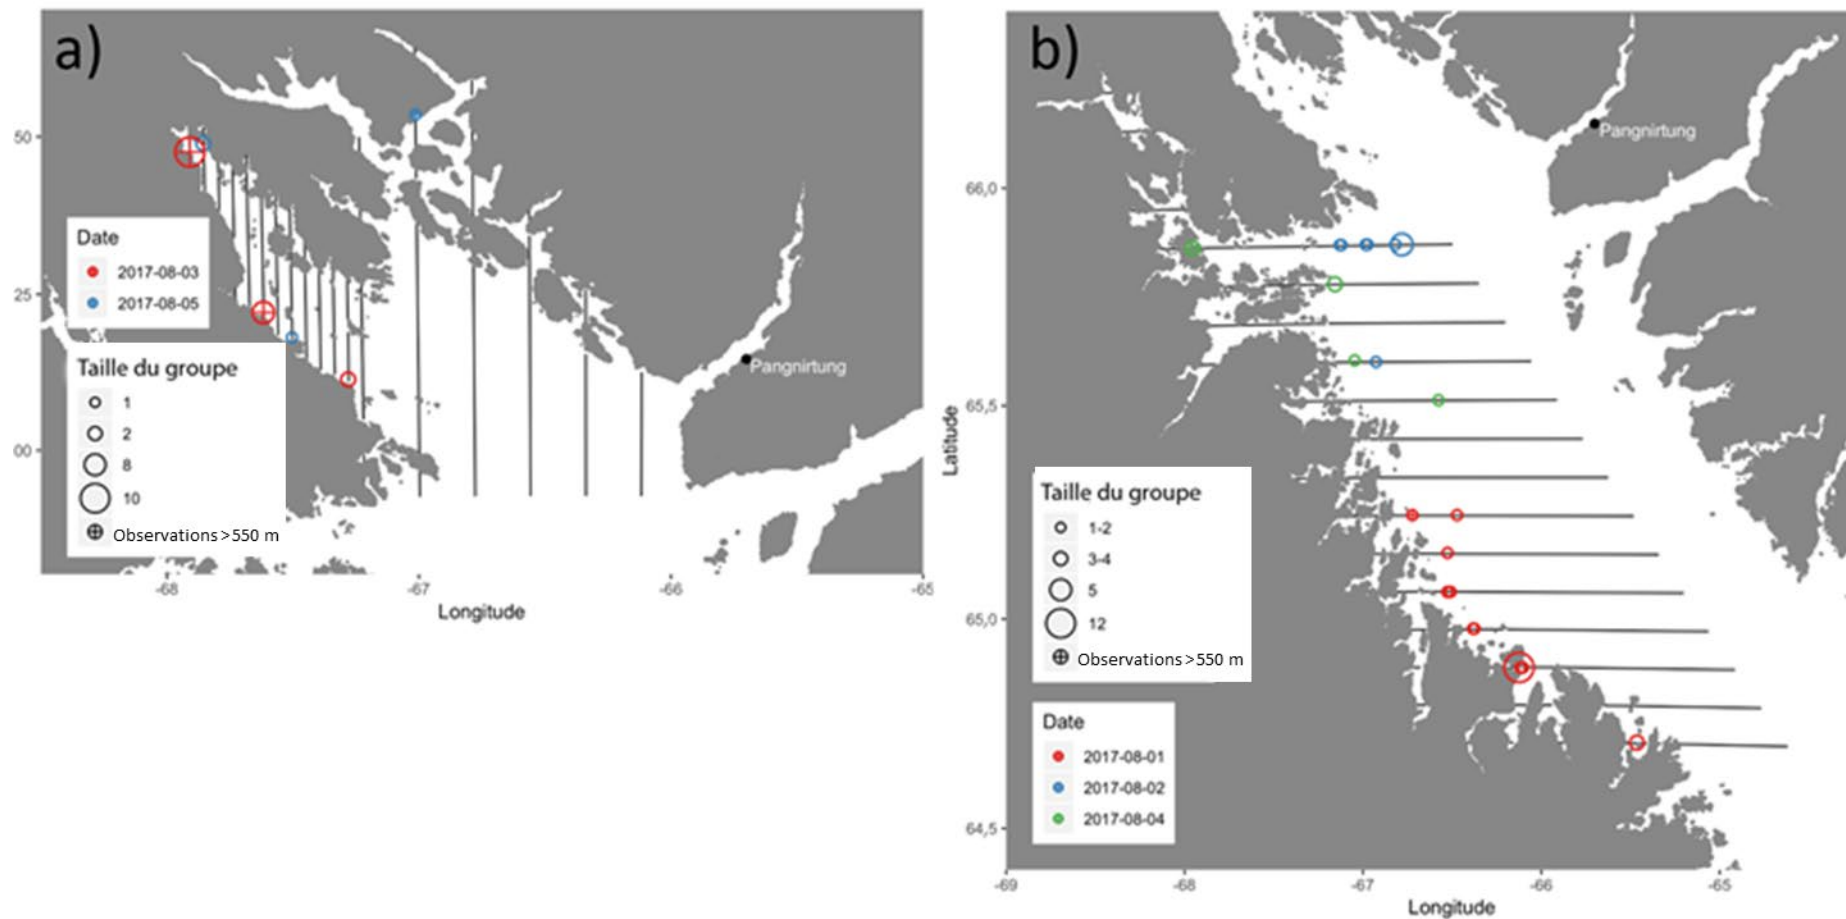 a)
50
25
00
Date
2017-08-03
2017-08-05
Taille du groupe
1
2
8
10
Observations >550 m
Pangnirtung
-68
-67
-66
-65
Longitude
b)
Pangnirtung
66,0
65,5
65,0
64,5
Latitude
Taille du groupe
1-2
3-4
5
12
Observations >550 m
Date
2017-08-01
2017-08-02
2017-08-04
-69
-68
-67
-66
-65
Longitude